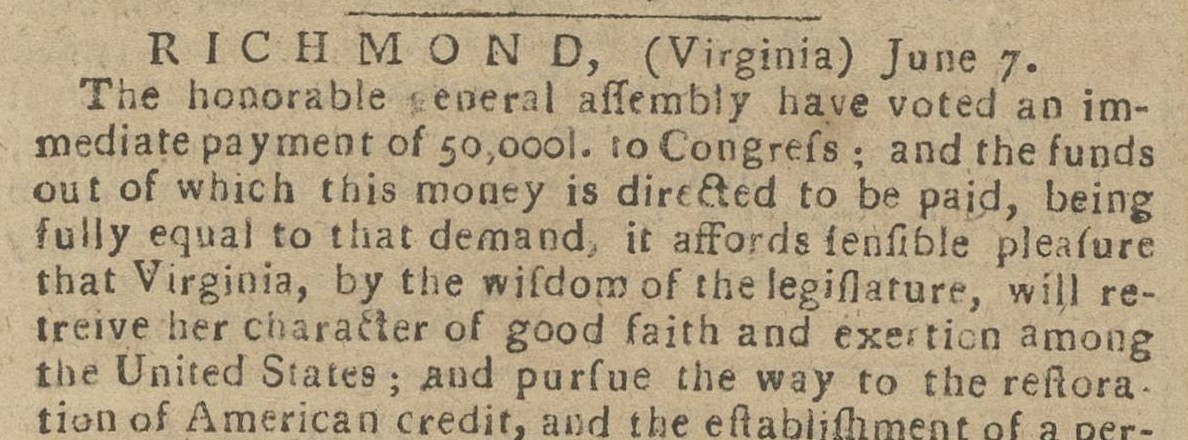 RICHMOND, (Virginia) June 7.
The honorable general aſſembly have voted an im-
mediate payment of 50,000l. to Congreſs ; and the funds
out of which this money is directed to be paid, being
fully equal to that demand, it affords ſenſible pleaſure
that Virginia, by the wiſdom of the legiſlature, will re-
treive her character of good faith and exertion among
the United States ; and purſue the way to the reſtora-
tion of American credit, and the eſtabliſhment of a per-